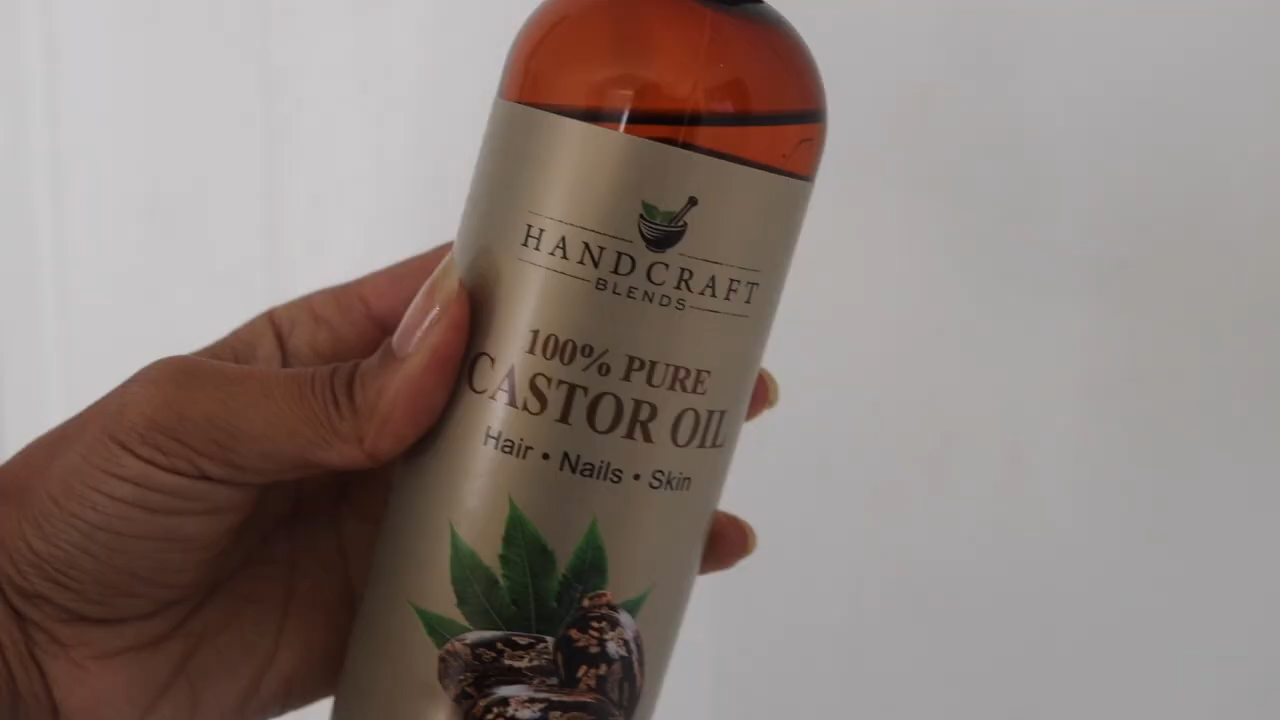 HANDCRAFT
BLENDS
100% PURE
CASTOR OIL
Hair • Nails • Skin